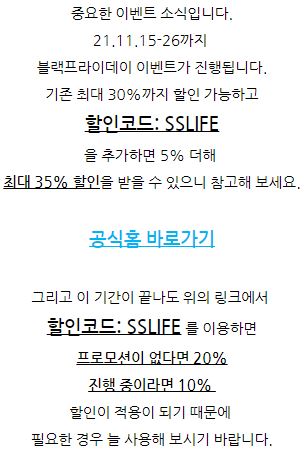 중요한 이벤트 소식입니다.
21.11.15-26까지
블랙프라이데이 이벤트가 진행됩니다.
기존 최대 30%까지 할인 가능하고
할인코드: SSLIFE
을 추가하면 5% 더해
최대 35% 할인을 받을 수 있으니 참고해 보세요.
공식홈 바로가기
그리고 이 기간이 끝나도 위의 링크에서
할인코드: SSLIFE 를 이용하면
프로모션이 없다면 20%
진행 중이라면 10%
할인이 적용이 되기 때문에
필요한 경우 늘 사용해 보시기 바랍니다.